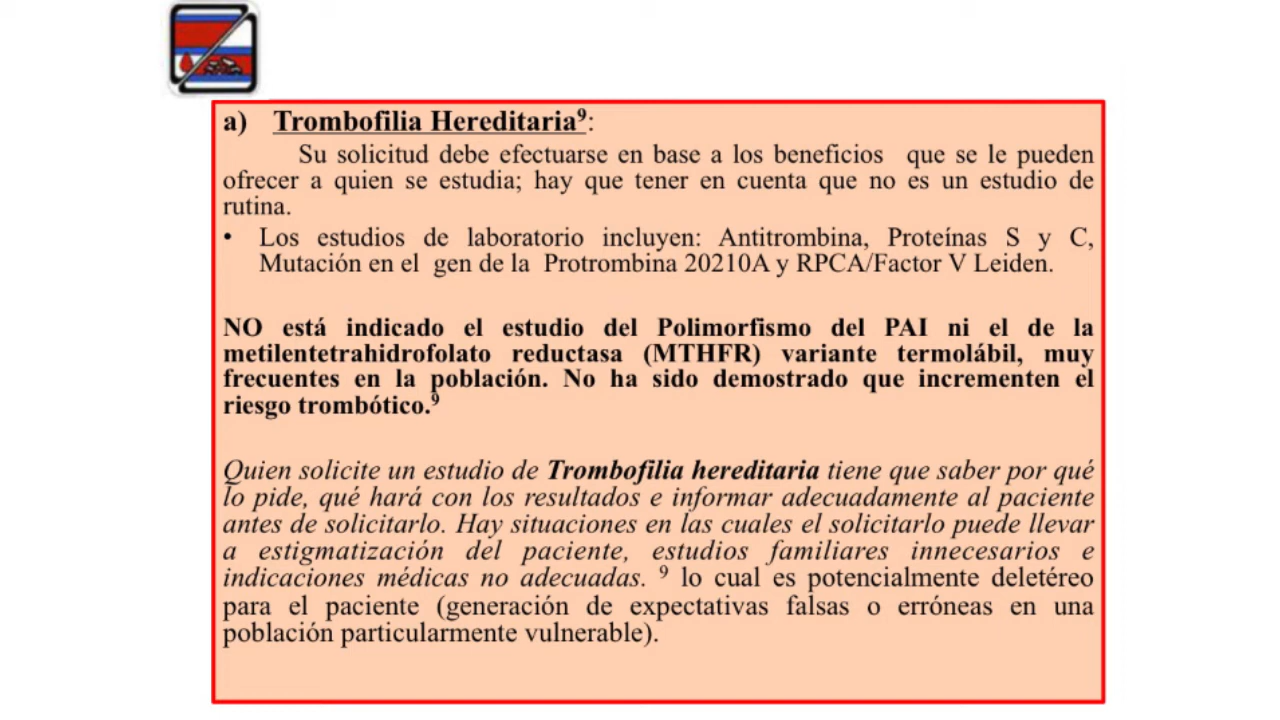 a) Trombofilia Hereditaria⁹:
Su solicitud debe efectuarse en base a los beneficios que se le pueden
ofrecer a quien se estudia; hay que tener en cuenta que no es un estudio de
rutina.
• Los estudios de laboratorio incluyen: Antitrombina, Proteínas S y C,
Mutación en el gen de la Protrombina 20210A y RPCA/Factor V Leiden.
NO está indicado el estudio del Polimorfismo del PAI ni el de la
metilentetrahidrofolato reductasa (MTHFR) variante termolábil, muy
frecuentes en la población. No ha sido demostrado que incrementen el
riesgo trombótico.⁹
Quien solicite un estudio de Trombofilia hereditaria tiene que saber por qué
lo pide, qué hará con los resultados e informar adecuadamente al paciente
antes de solicitarlo. Hay situaciones en las cuales el solicitarlo puede llevar
a estigmatización del paciente, estudios familiares innecesarios e
indicaciones médicas no adecuadas. ⁹ lo cual es potencialmente deletéreo
para el paciente (generación de expectativas falsas o erróneas en una
población particularmente vulnerable).